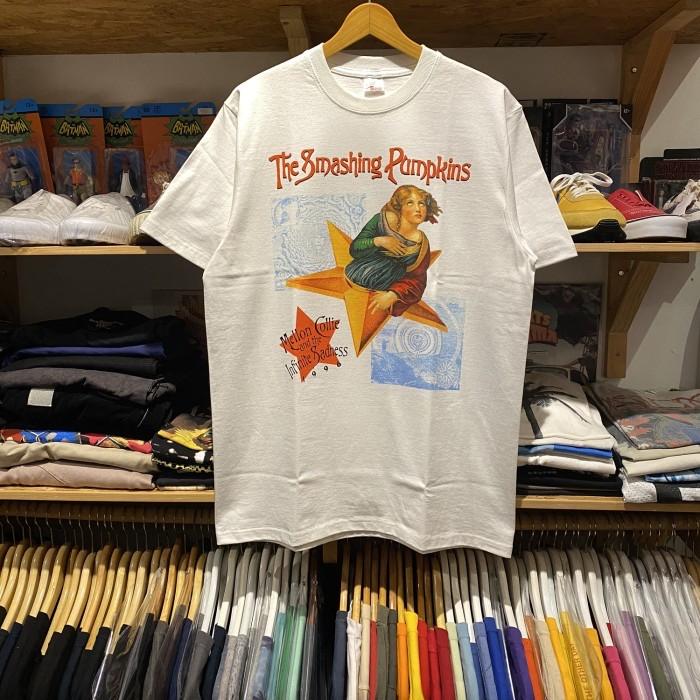 BATMAN
BATMAN
BATMAN
BATMAN
The Smashing Pumpkins
Mellon Collie
and the
Infinite Sadness